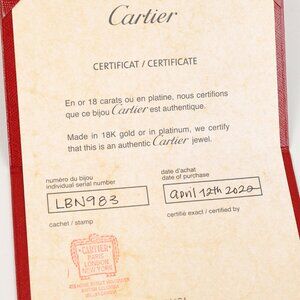 Cartier
CERTIFICAT / CERTIFICATE
En or 18 carats ou en platine, nous certifions
que ce bijou Cartier est authentique.
Made in 18K gold or in platinum, we certify
that this is an authentic Cartier jewel.
numéro du bijou
individual serial number
LBN983
date d'achat
date of purchase
april 12th 2022
cachet / stamp
certifié exact / certified by
CARTIER
PARIS
LONDON
NEW YORK